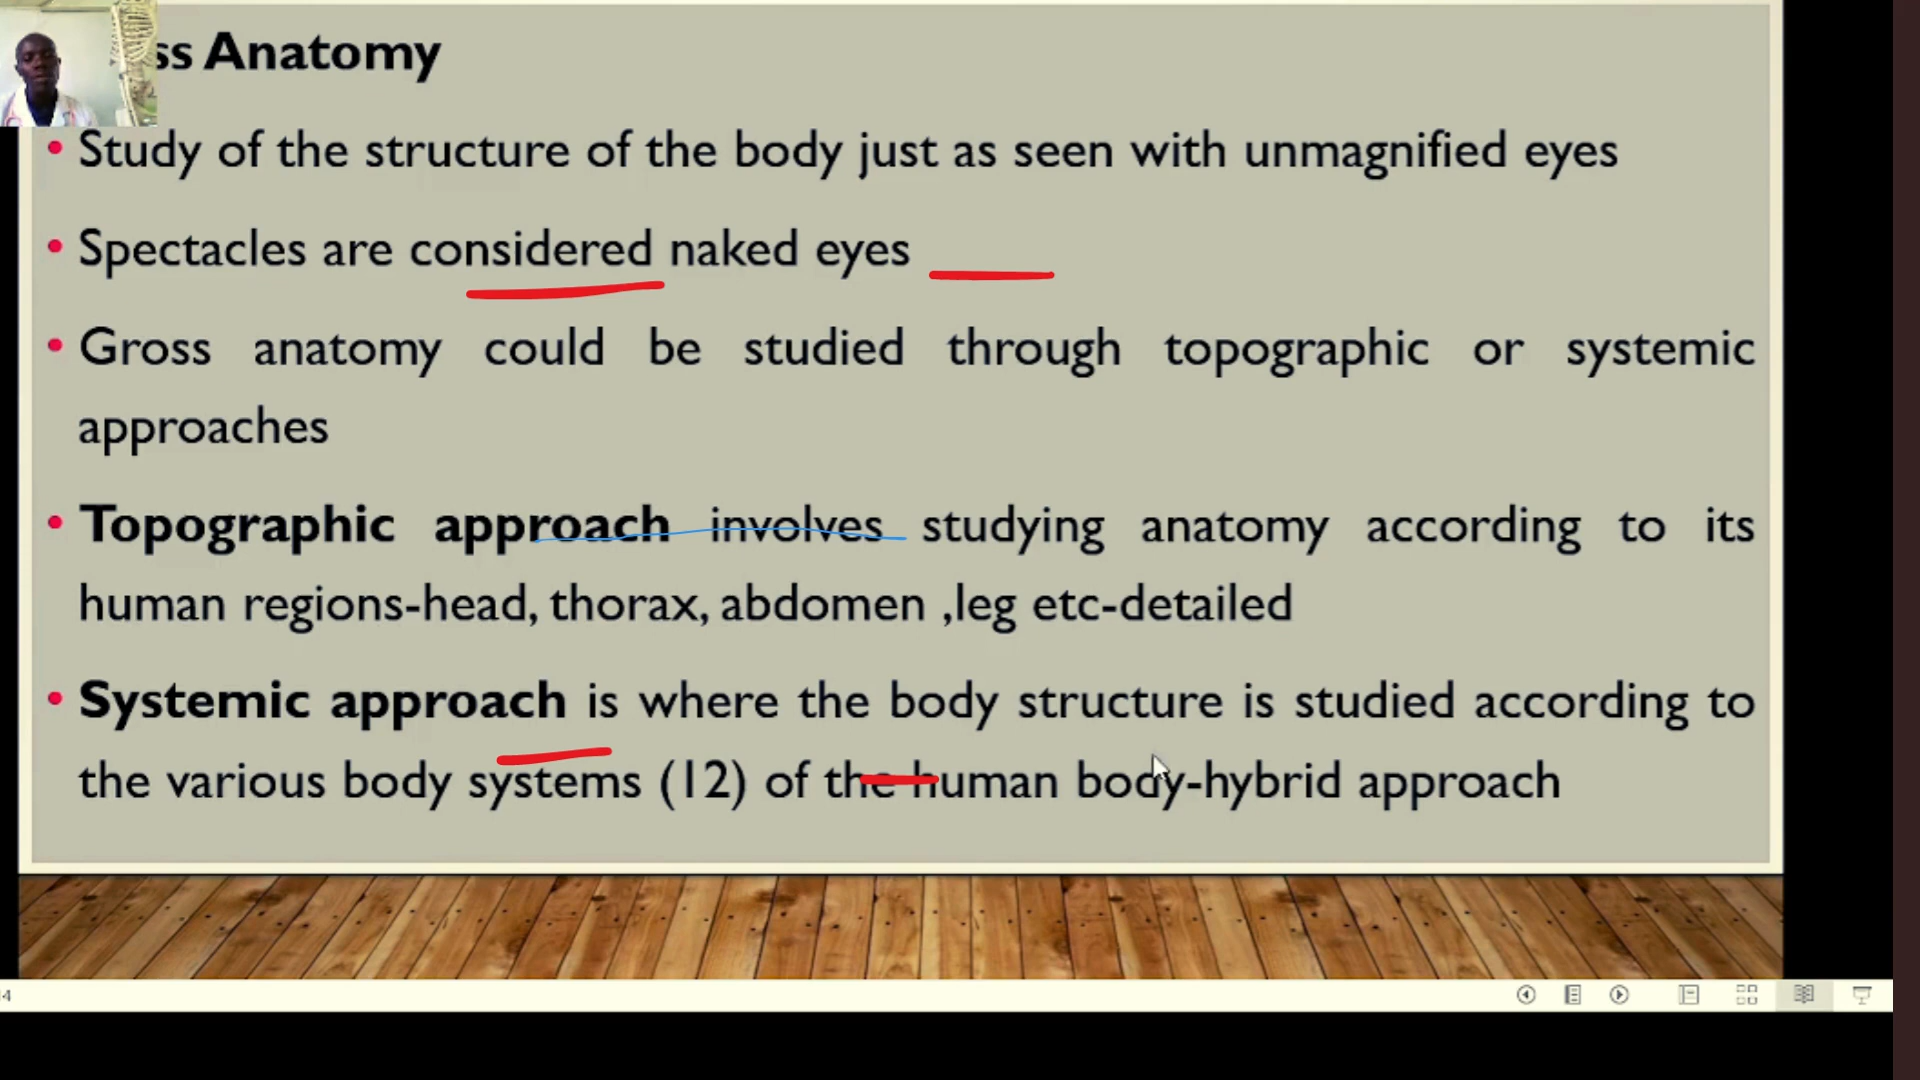 ss Anatomy
• Study of the structure of the body just as seen with unmagnified eyes
• Spectacles are considered naked eyes
• Gross anatomy could be studied through topographic or systemic
approaches
• Topographic approach involves studying anatomy according to its
human regions-head, thorax, abdomen ,leg etc-detailed
• Systemic approach is where the body structure is studied according to
the various body systems (12) of the human body-hybrid approach
14